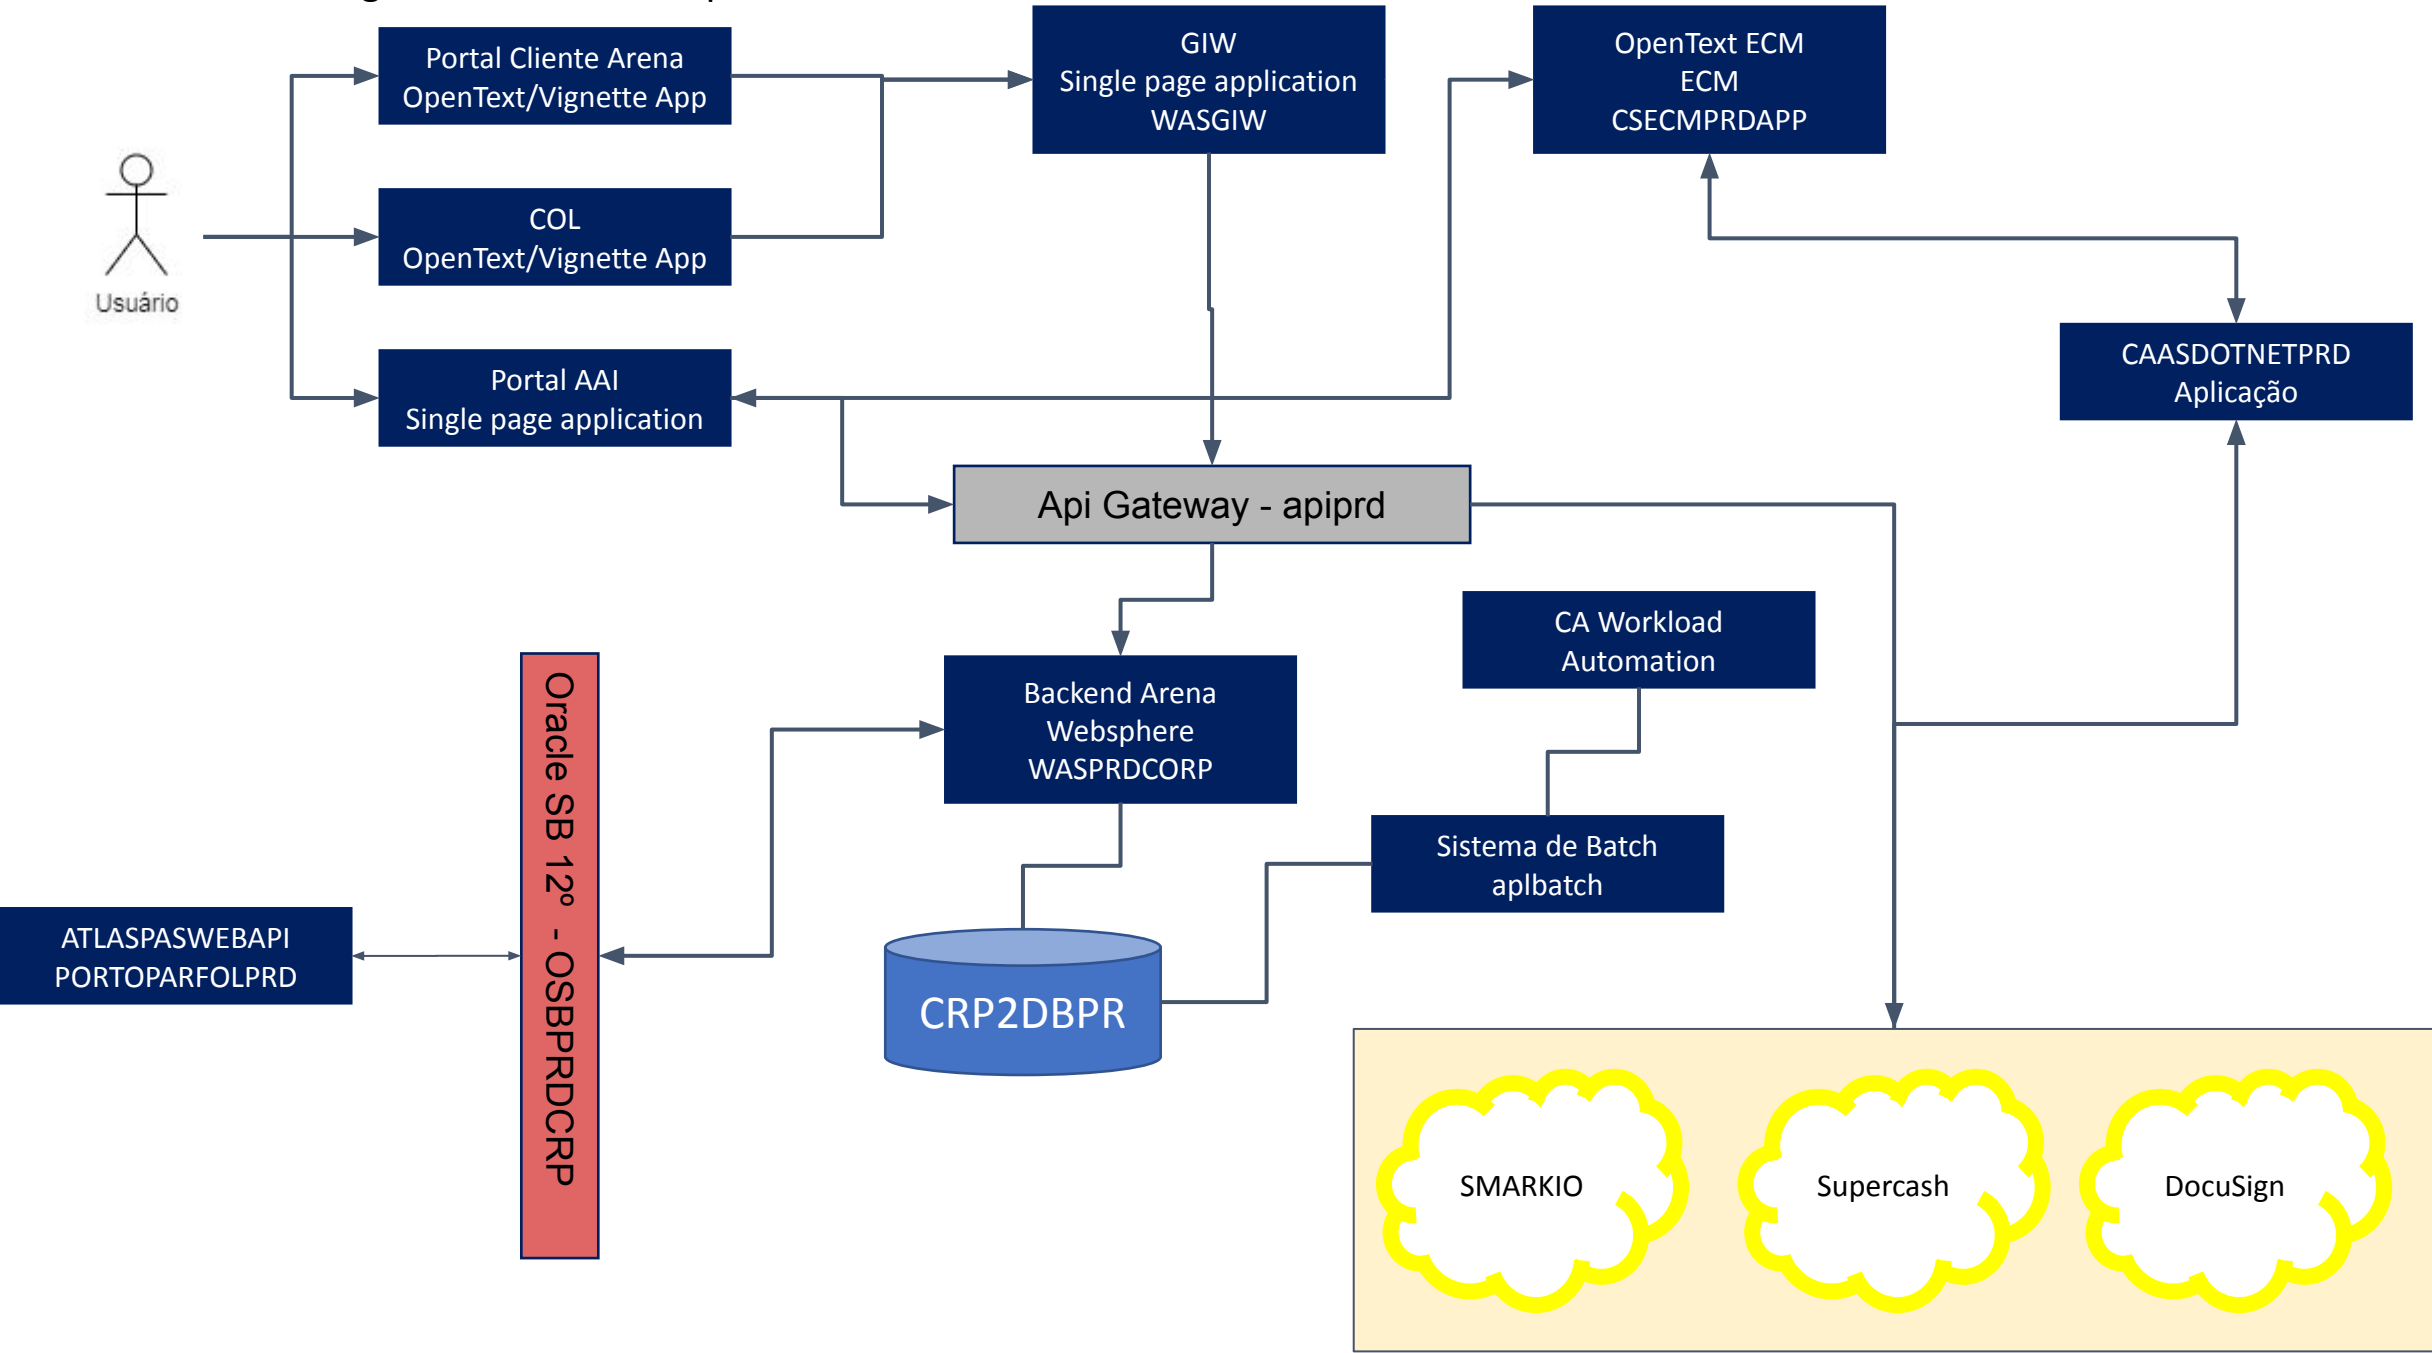 Portal Cliente Arena
OpenText/Vignette App
GIW
Single page application
WASGIW
OpenText ECM
ECM
CSECMPRDAPP
COL
OpenText/Vignette App
Usuário
Portal AAI
Single page application
CAASDOTNETPRD
Aplicação
Api Gateway - apiprd
CA Workload
Automation
Backend Arena
Websphere
WASPRDCORP
Oracle SB 12º - OSBPRDCRP
Sistema de Batch
aplbatch
ATLASPASWEBAPI
PORTOPARFOLPRD
CRP2DBPR
SMARKIO
Supercash
DocuSign